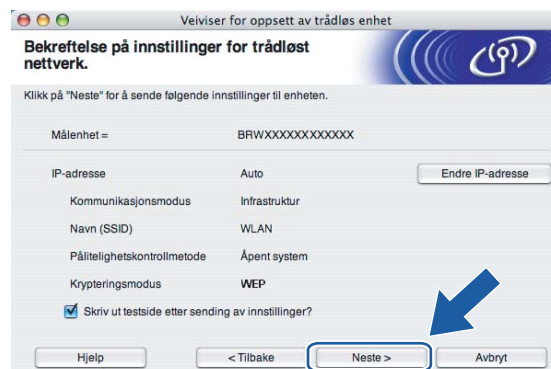 Veiviser for oppsett av trådløs enhet
Bekreftelse på innstillinger for trådløst
nettverk.
Klikk på "Neste" for å sende følgende innstillinger til enheten.
Målenhet = BRWXXXXXXXXXXXX
IP-adresse Auto Endre IP-adresse
Kommunikasjonsmodus Infrastruktur
Navn (SSID) WLAN
Pålitelighetskontrollmetode Åpent system
Krypteringsmodus WEP
Skriv ut testside etter sending av innstillinger?
Hjelp < Tilbake Neste > Avbryt